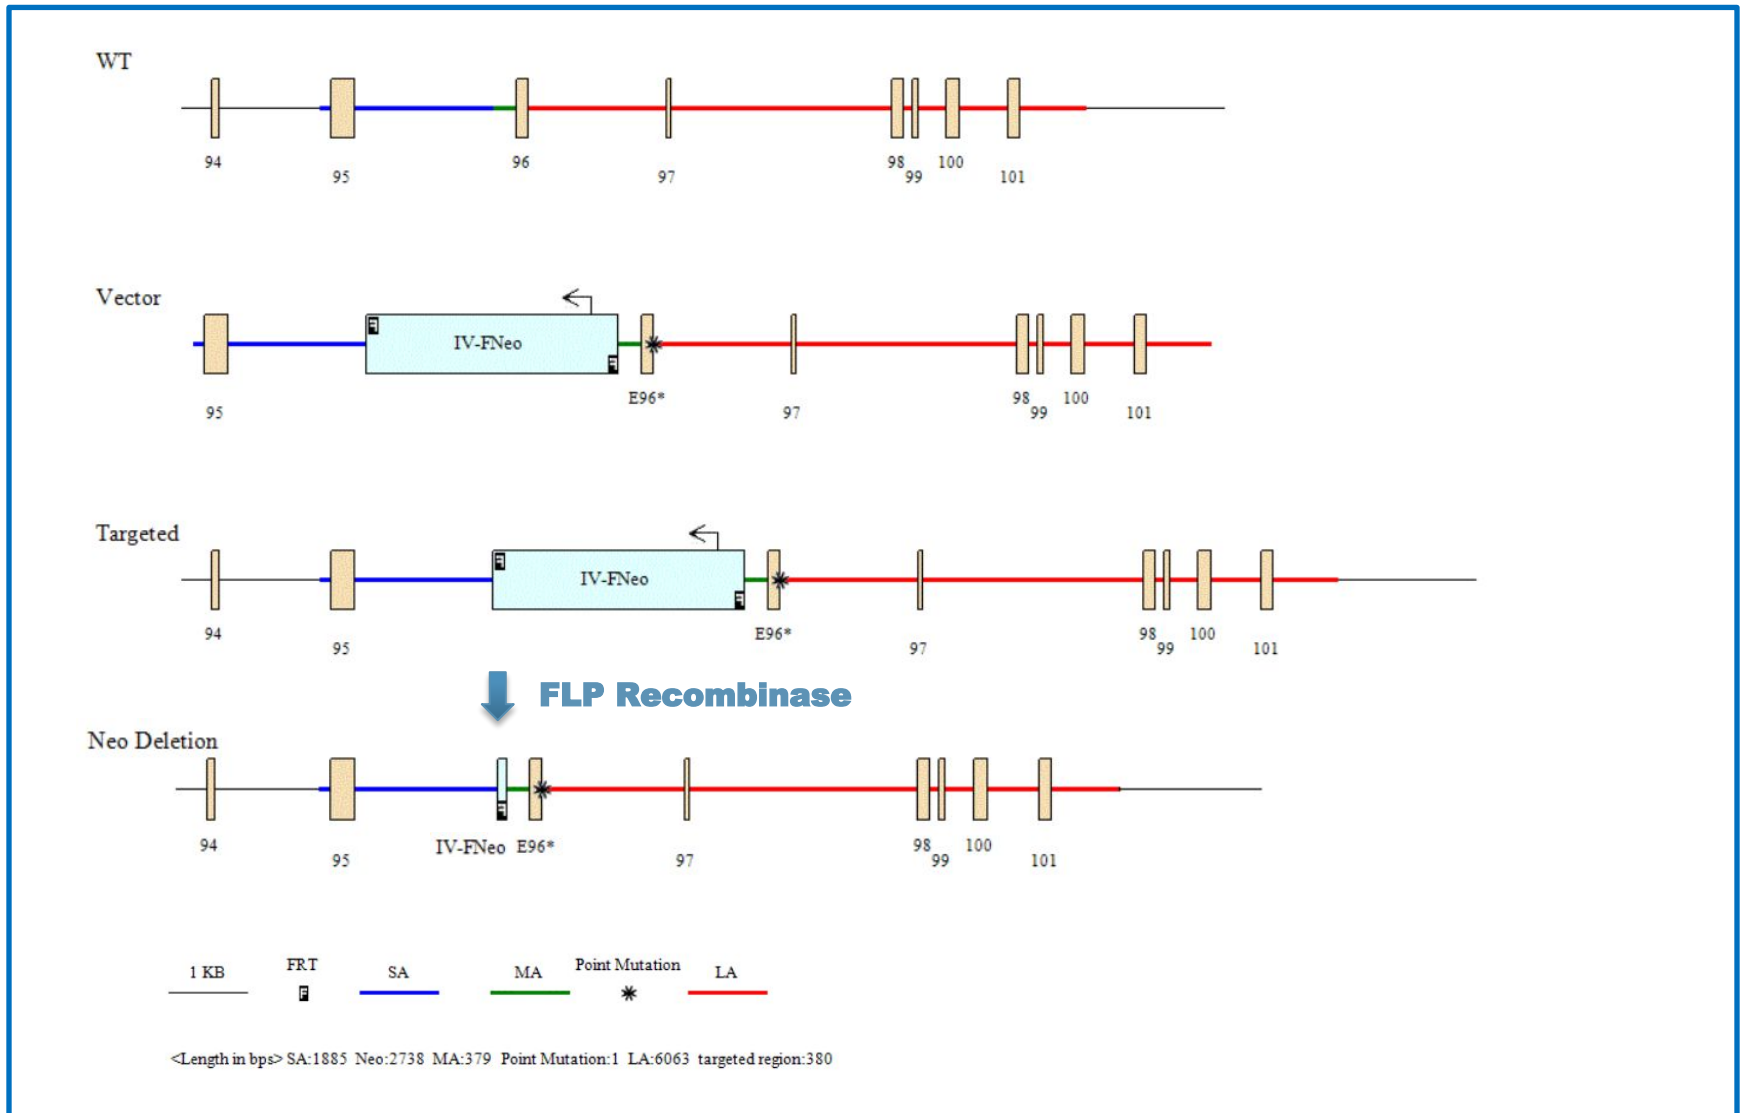 WT
94 95 96 97 98 99 100 101
Vector
F IV-FNeo F
95 E96* 97 98 99 100 101
Targeted
F IV-FNeo F
94 95 E96* 97 98 99 100 101
FLP Recombinase
Neo Deletion
F
94 95 IV-FNeo E96* 97 98 99 100 101
1 KB FRT SA MA Point Mutation LA
F
<Length in bps> SA:1885 Neo:2738 MA:379 Point Mutation:1 LA:6063 targeted region:380